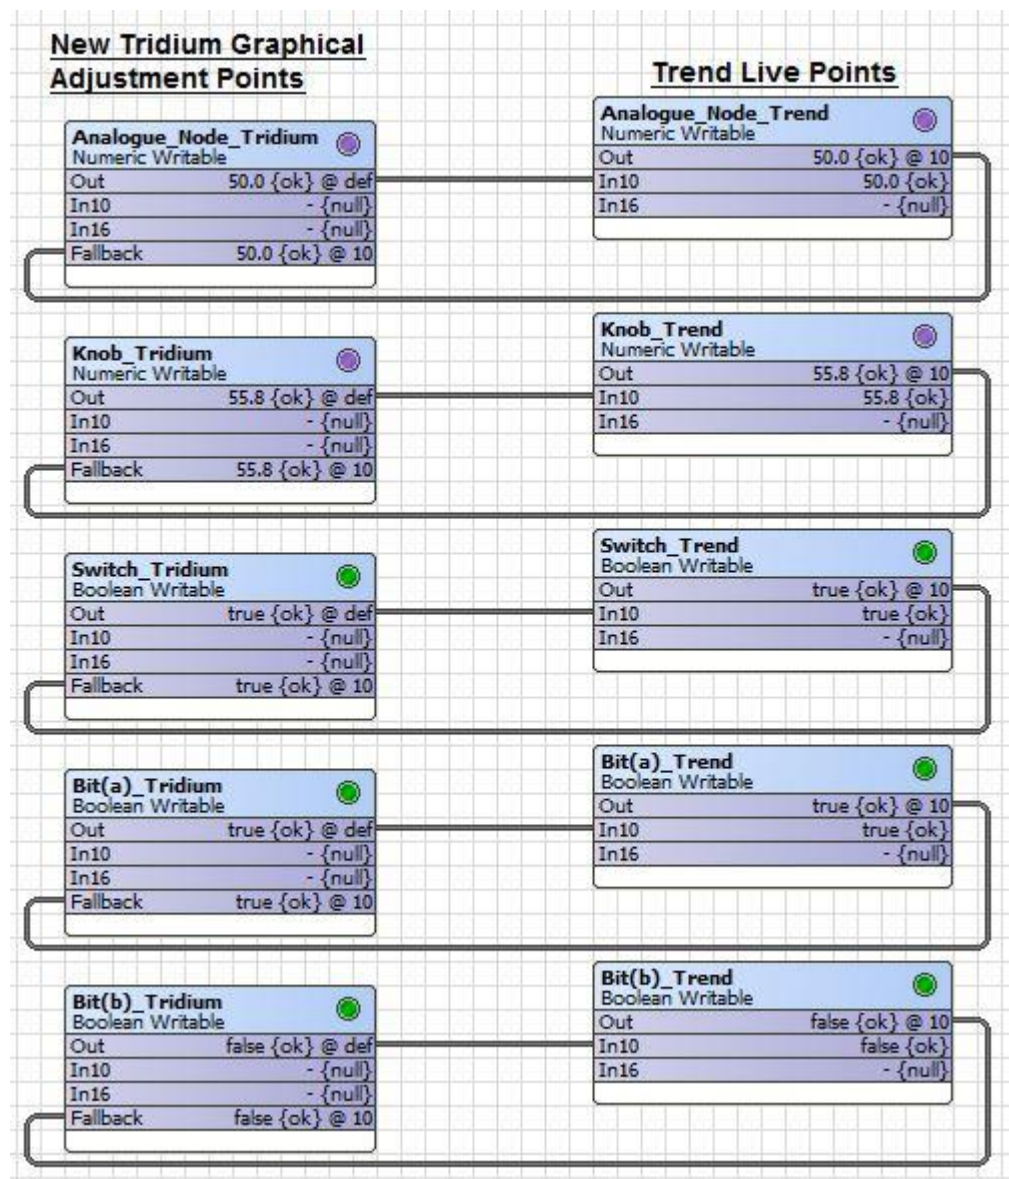 New Tridium Graphical
Adjustment Points
Trend Live Points
Analogue_Node_Tridium
Numeric Writable
Out 50.0 {ok} @ def
In10 - {null}
In16 - {null}
Fallback 50.0 {ok} @ 10
Analogue_Node_Trend
Numeric Writable
Out 50.0 {ok} @ 10
In10 50.0 {ok}
In16 - {null}
Knob_Tridium
Numeric Writable
Out 55.8 {ok} @ def
In10 - {null}
In16 - {null}
Fallback 55.8 {ok} @ 10
Knob_Trend
Numeric Writable
Out 55.8 {ok} @ 10
In10 55.8 {ok}
In16 - {null}
Switch_Tridium
Boolean Writable
Out true {ok} @ def
In10 - {null}
In16 - {null}
Fallback true {ok} @ 10
Switch_Trend
Boolean Writable
Out true {ok} @ 10
In10 true {ok}
In16 - {null}
Bit(a)_Tridium
Boolean Writable
Out true {ok} @ def
In10 - {null}
In16 - {null}
Fallback true {ok} @ 10
Bit(a)_Trend
Boolean Writable
Out true {ok} @ 10
In10 true {ok}
In16 - {null}
Bit(b)_Tridium
Boolean Writable
Out false {ok} @ def
In10 - {null}
In16 - {null}
Fallback false {ok} @ 10
Bit(b)_Trend
Boolean Writable
Out false {ok} @ 10
In10 false {ok}
In16 - {null}